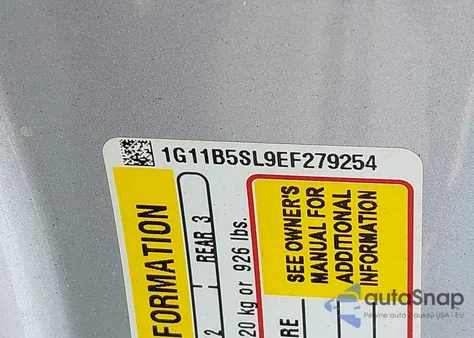 1G11B5SL9EF279254
FORMATION
2
REAR 3
20 kg or 926 lbs.
SEE OWNER'S
MANUAL FOR
ADDITIONAL
INFORMATION
RE
autoSnap